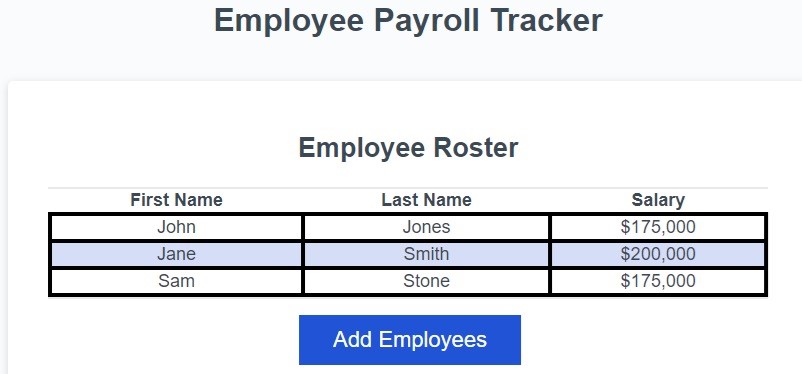 Employee Payroll Tracker
Employee Roster
First Name Last Name Salary
John Jones $175,000
Jane Smith $200,000
Sam Stone $175,000
Add Employees